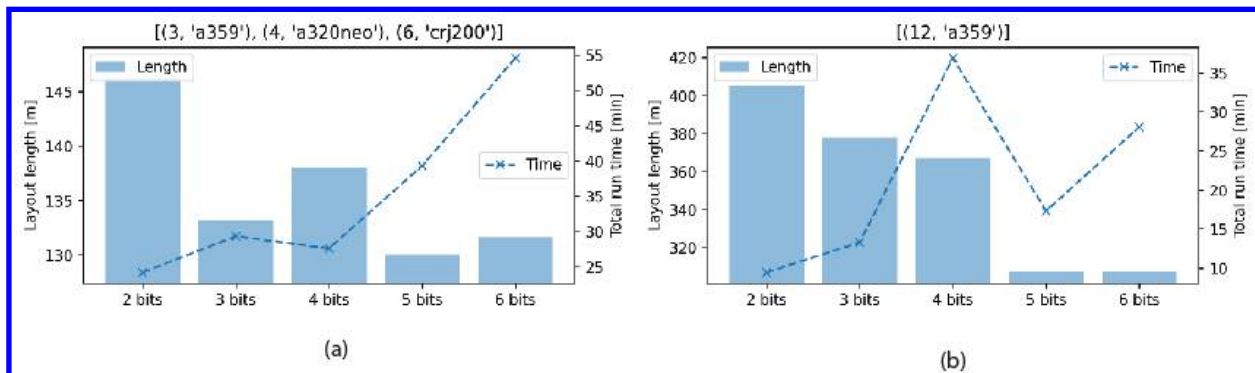 [(3, 'a359'), (4, 'a320neo'), (6, 'crj200')]
Layout length [m]
145
140
135
130
Length
Time
55
50
45
40
35
30
25
Total run time [min]
2 bits 3 bits 4 bits 5 bits 6 bits
(a)
[(12, 'a359')]
Layout length [m]
420
400
380
360
340
320
Length
Time
35
30
25
20
15
10
Total run time [min]
2 bits 3 bits 4 bits 5 bits 6 bits
(b)